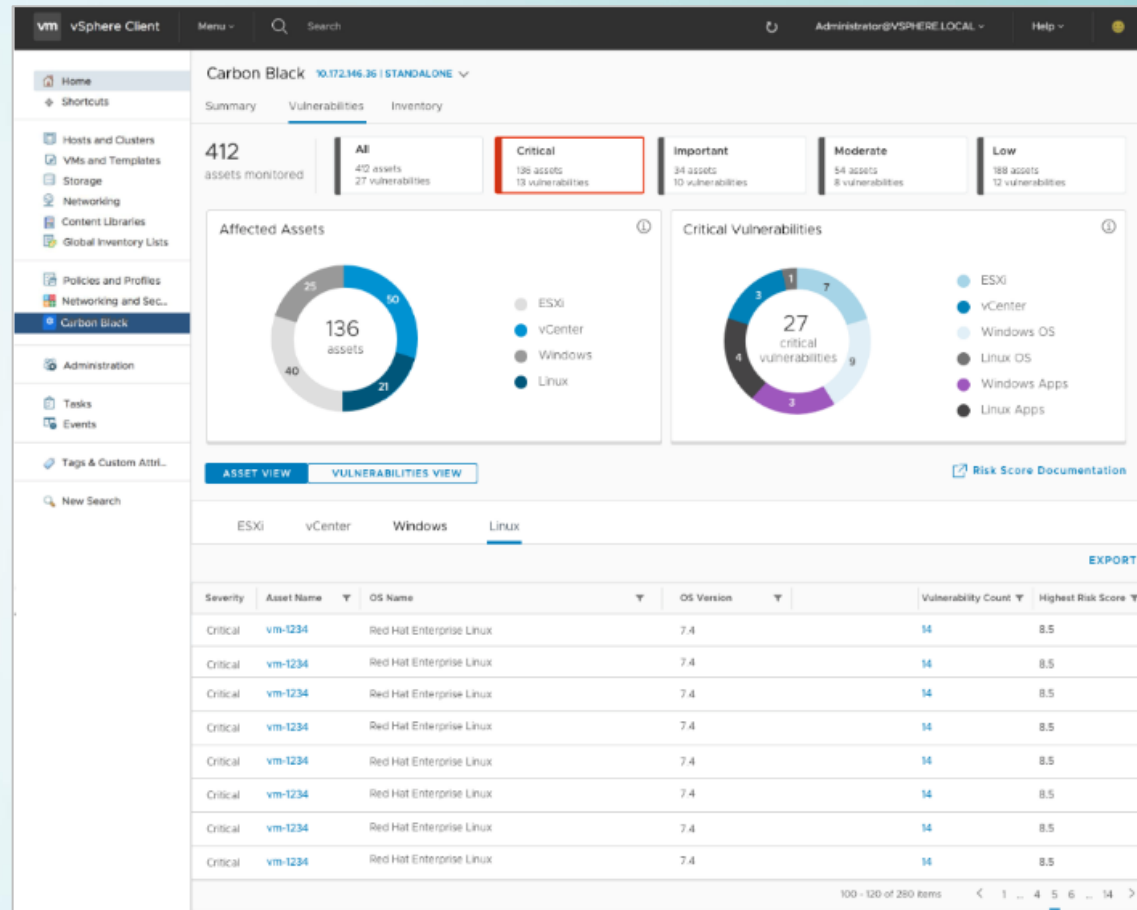 vm vSphere Client Menu Search Administrator@VSPHERE.LOCAL Help
Home
Shortcuts
Hosts and Clusters
VMs and Templates
Storage
Networking
Content Libraries
Global Inventory Lists
Policies and Profiles
Networking and Sec...
Carbon Black
Administration
Tasks
Events
Tags & Custom Attri...
New Search
Carbon Black 10.172.146.36 | STANDALONE
Summary Vulnerabilities Inventory
412
assets monitored
All
412 assets
27 vulnerabilities
Critical
136 assets
13 vulnerabilities
Important
34 assets
10 vulnerabilities
Moderate
54 assets
8 vulnerabilities
Low
188 assets
12 vulnerabilities
Affected Assets
25
50
40
21
136
assets
ESXi
vCenter
Windows
Linux
Critical Vulnerabilities
1
7
3
4
9
3
27
critical
vulnerabilities
ESXi
vCenter
Windows OS
Linux OS
Windows Apps
Linux Apps
ASSET VIEW VULNERABILITIES VIEW Risk Score Documentation
ESXi vCenter Windows Linux
EXPORT
Severity Asset Name OS Name OS Version Vulnerability Count Highest Risk Score
Critical vm-1234 Red Hat Enterprise Linux 7.4 14 8.5
Critical vm-1234 Red Hat Enterprise Linux 7.4 14 8.5
Critical vm-1234 Red Hat Enterprise Linux 7.4 14 8.5
Critical vm-1234 Red Hat Enterprise Linux 7.4 14 8.5
Critical vm-1234 Red Hat Enterprise Linux 7.4 14 8.5
Critical vm-1234 Red Hat Enterprise Linux 7.4 14 8.5
Critical vm-1234 Red Hat Enterprise Linux 7.4 14 8.5
Critical vm-1234 Red Hat Enterprise Linux 7.4 14 8.5
100 - 120 of 280 items < 1 ... 4 5 6 ... 14 >